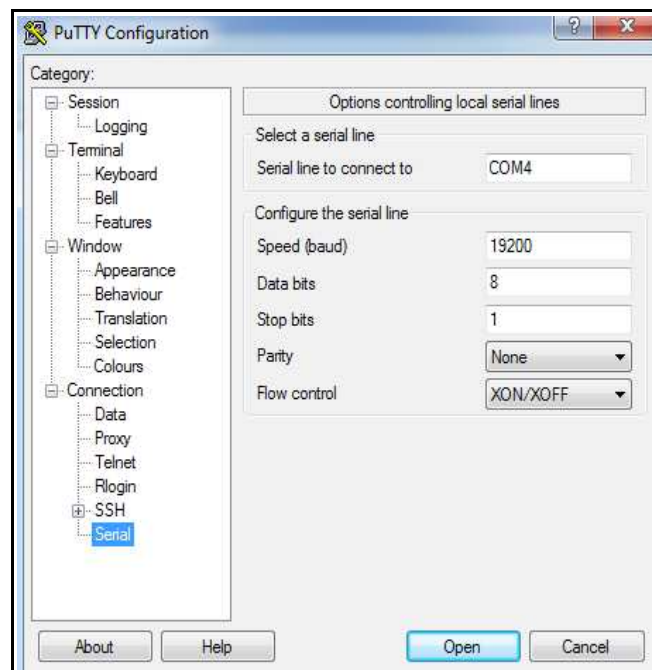 PuTTY Configuration
Category:
Session
Logging
Terminal
Keyboard
Bell
Features
Window
Appearance
Behaviour
Translation
Selection
Colours
Connection
Data
Proxy
Telnet
Rlogin
SSH
Serial
Options controlling local serial lines
Select a serial line
Serial line to connect to COM4
Configure the serial line
Speed (baud) 19200
Data bits 8
Stop bits 1
Parity None
Flow control XON/XOFF
About Help Open Cancel